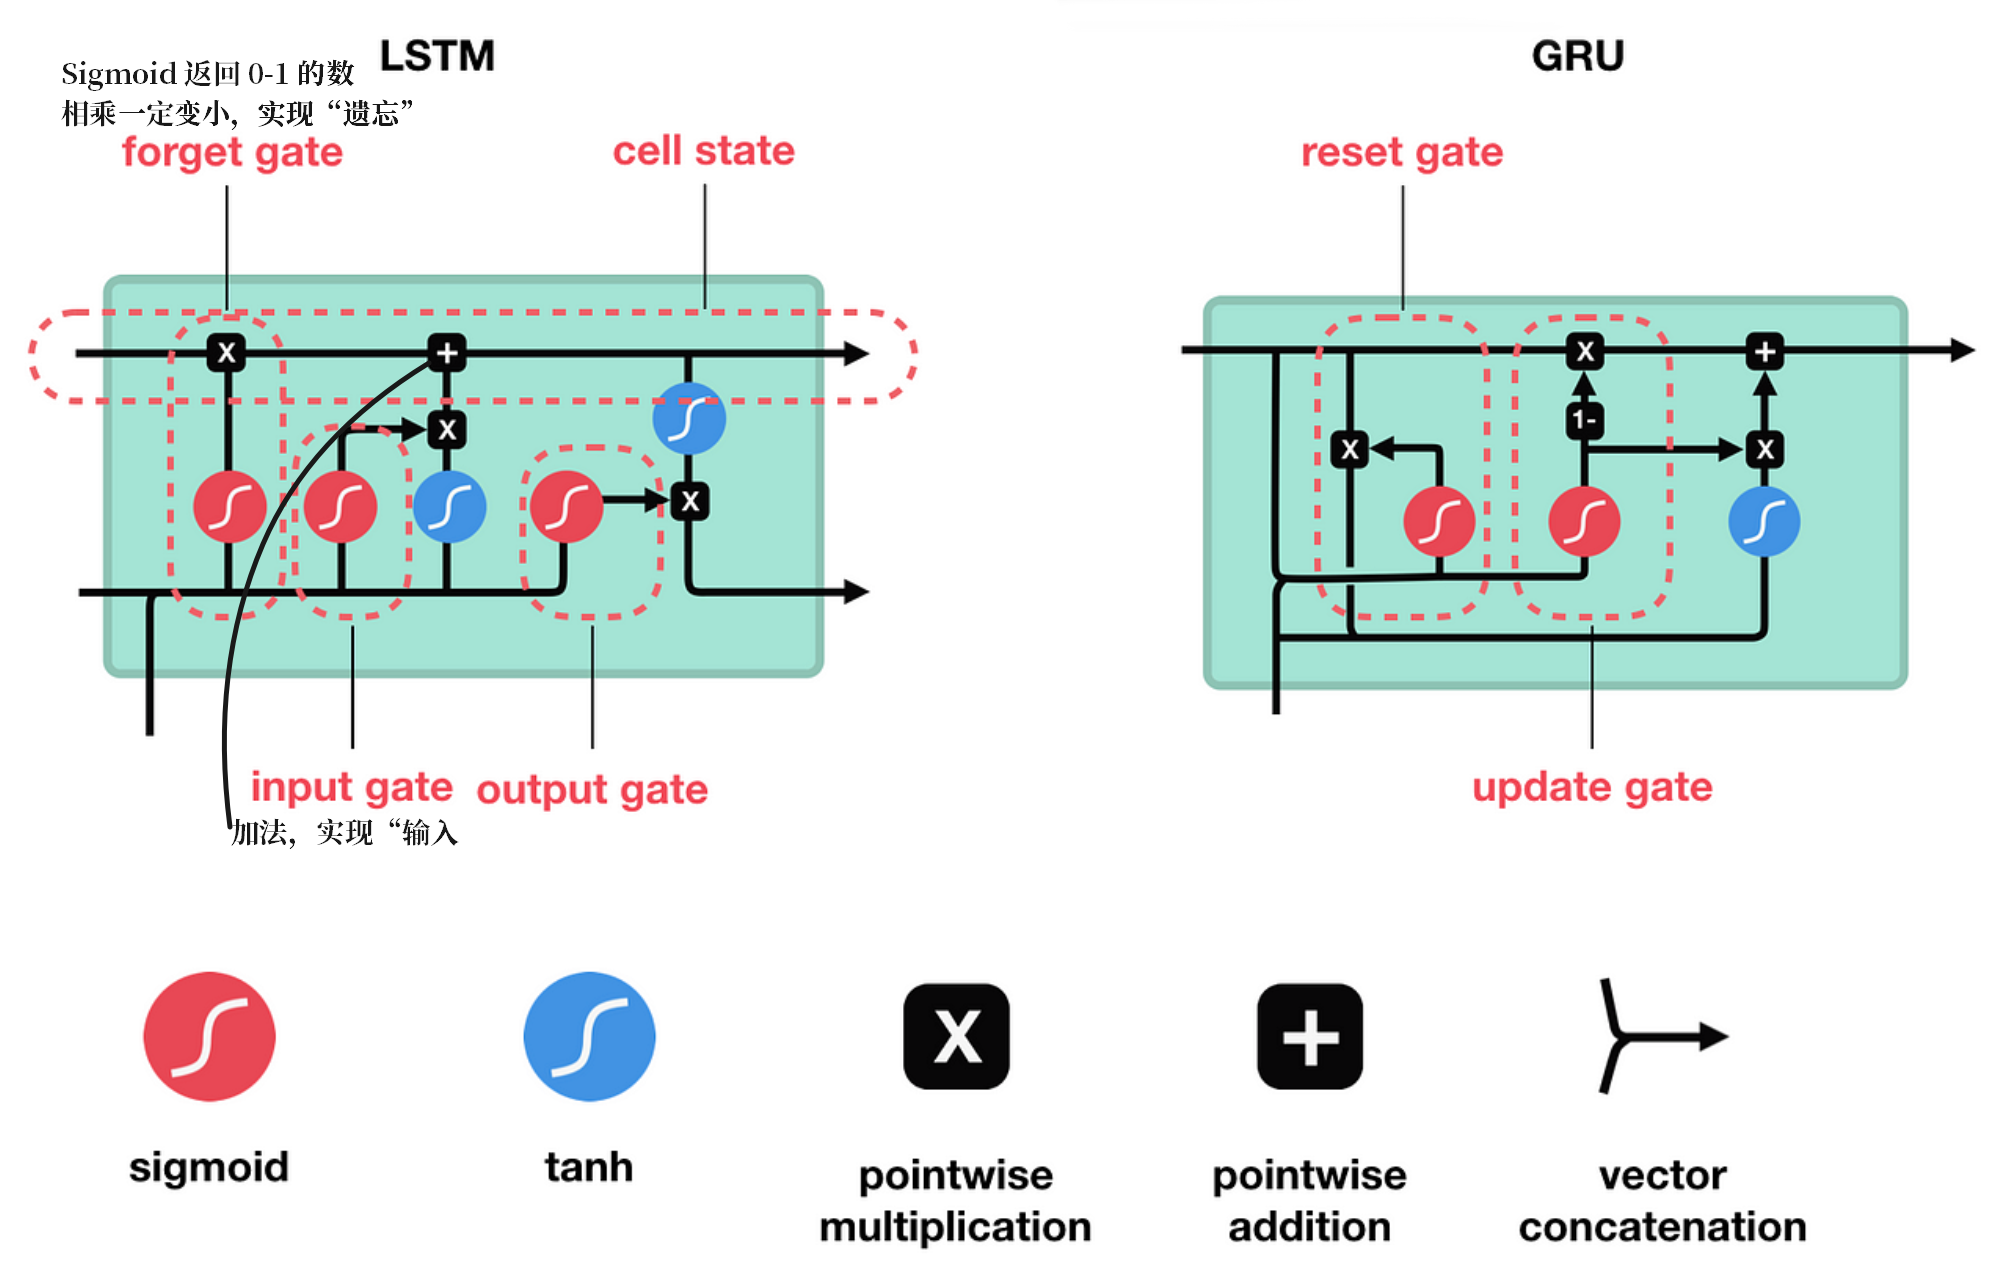 LSTM
GRU
Sigmoid 返回 0-1 的数
相乘一定变小，实现“遗忘”
forget gate
cell state
reset gate
X
+
X
X
X
+
1-
X
X
input gate
output gate
update gate
加法，实现“输入
X
+
sigmoid
tanh
pointwise
multiplication
pointwise
addition
vector
concatenation